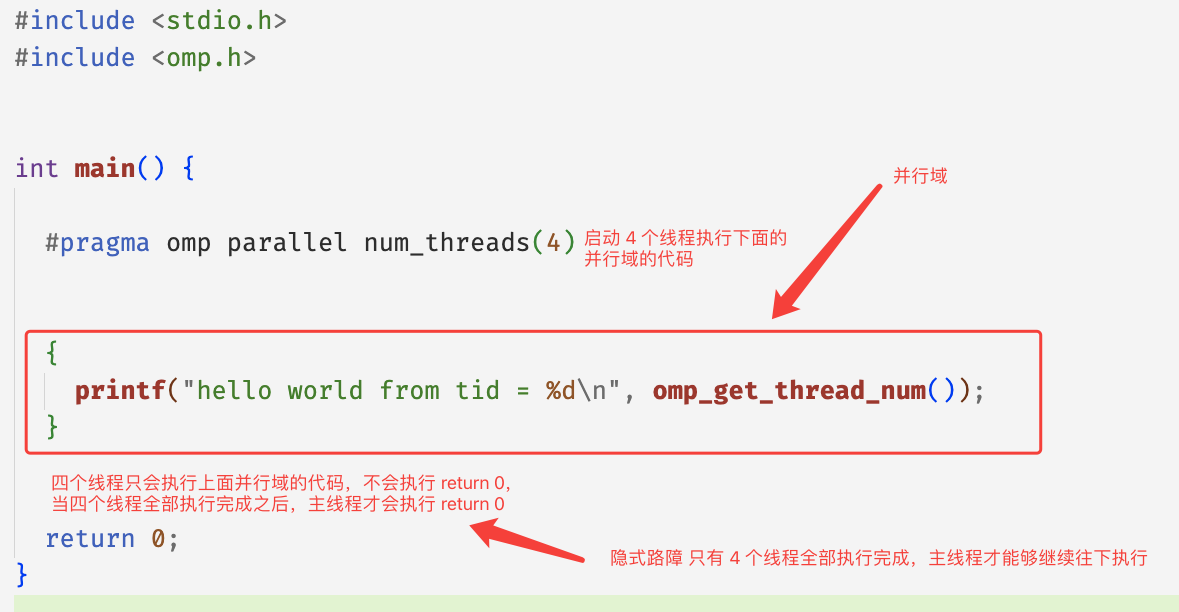 #include <stdio.h>
#include <omp.h>
int main() {
并行域
#pragma omp parallel num_threads(4)
启动 4 个线程执行下面的
并行域的代码
{
printf("hello world from tid = %d\n", omp_get_thread_num());
}
四个线程只会执行上面并行域的代码，不会执行 return 0，
当四个线程全部执行完成之后，主线程才会执行 return 0
return 0;
隐式路障 只有 4 个线程全部执行完成，主线程才能够继续往下执行
}